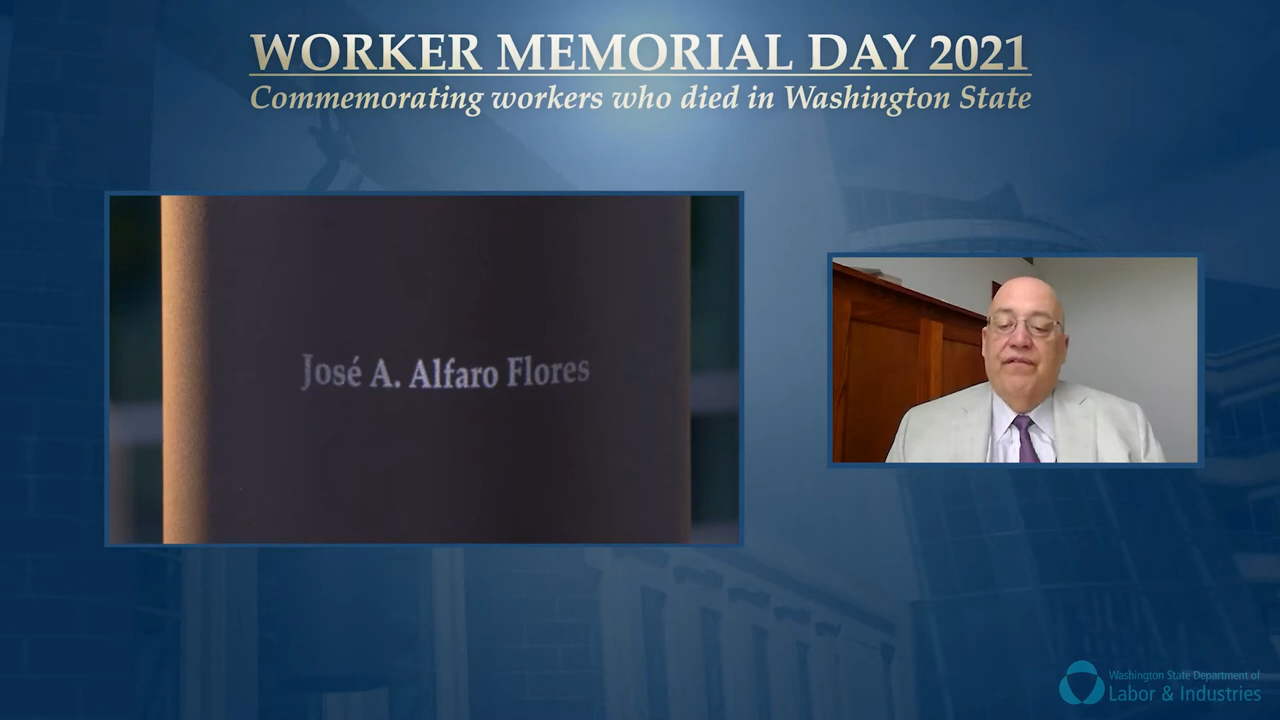 WORKER MEMORIAL DAY 2021
Commemorating workers who died in Washington State
José A. Alfaro Flores
Washington State Department of
Labor & Industries